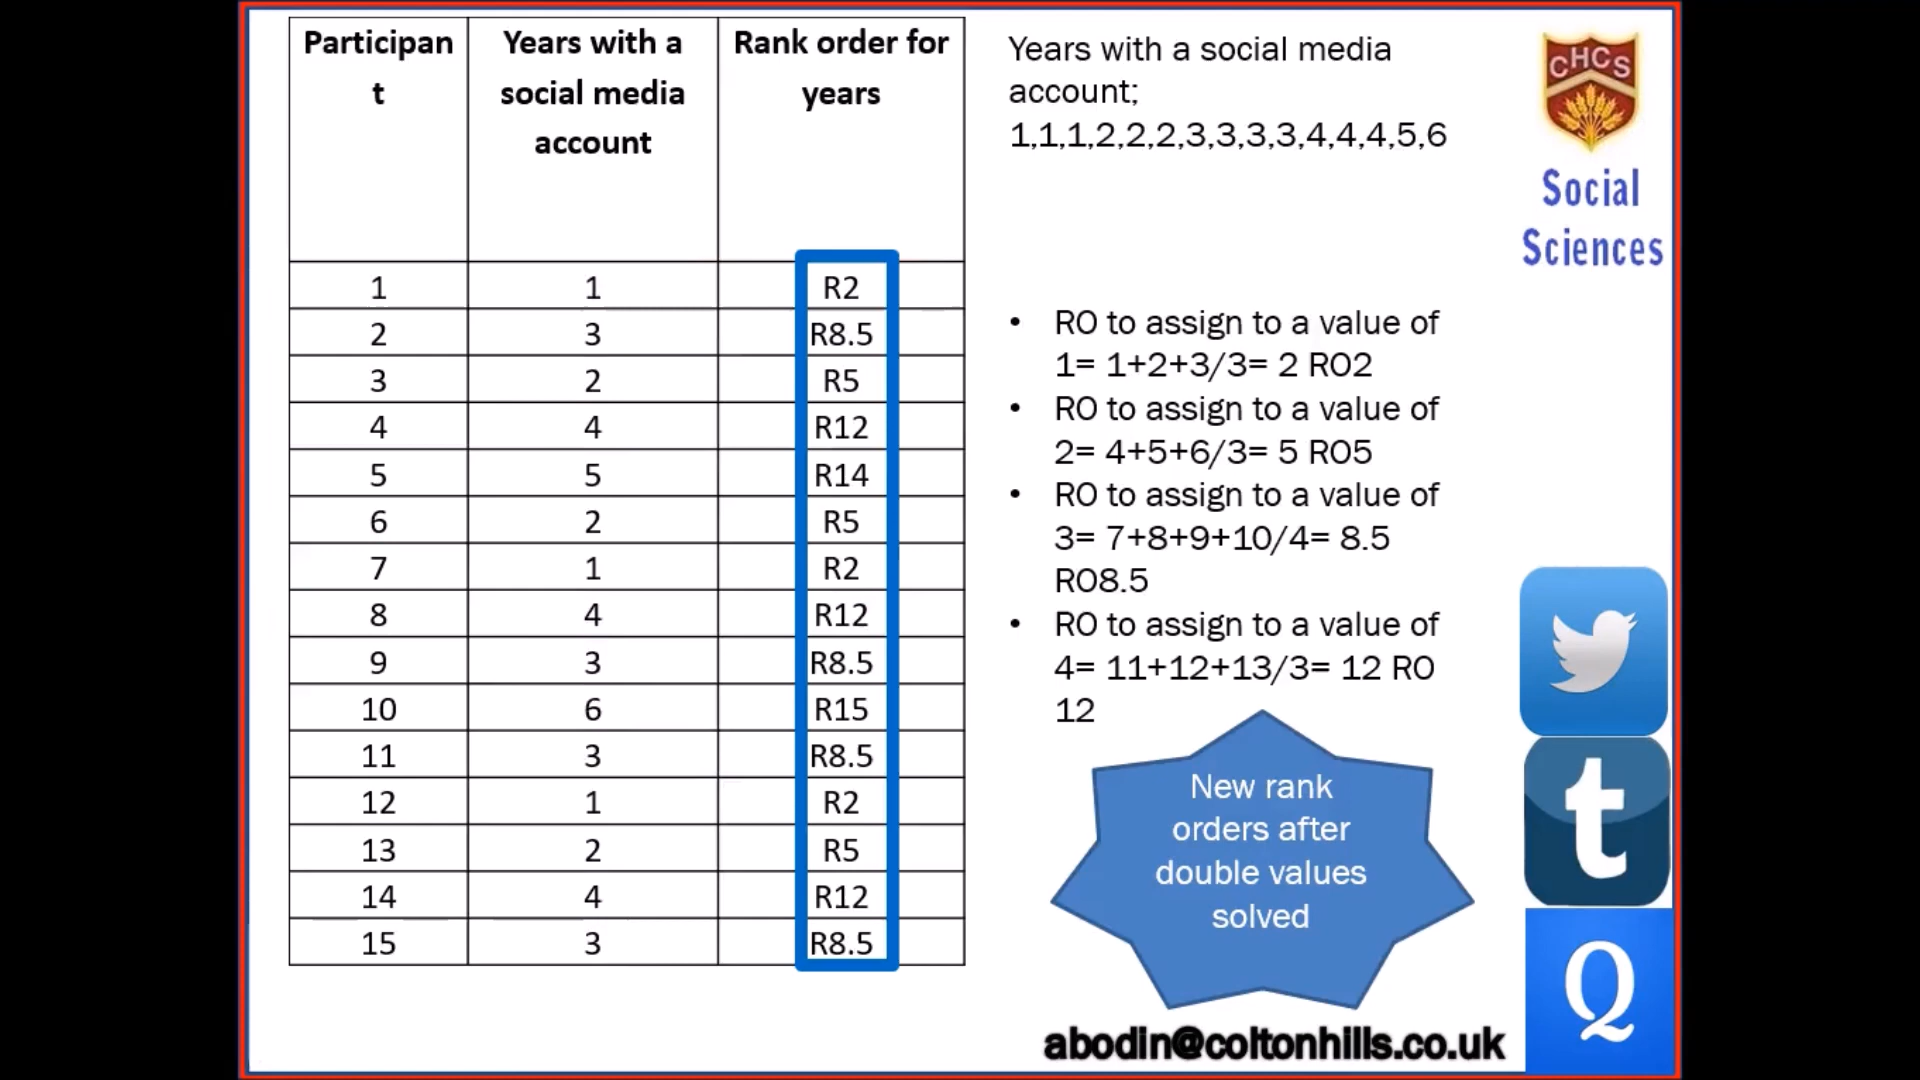 Participan
t
Years with a
social media
account
Rank order for
years
1 1 R2
2 3 R8.5
3 2 R5
4 4 R12
5 5 R14
6 2 R5
7 1 R2
8 4 R12
9 3 R8.5
10 6 R15
11 3 R8.5
12 1 R2
13 2 R5
14 4 R12
15 3 R8.5
Years with a social media
account;
1,1,1,2,2,2,3,3,3,3,4,4,4,5,6
• RO to assign to a value of
1= 1+2+3/3= 2 RO2
• RO to assign to a value of
2= 4+5+6/3= 5 RO5
• RO to assign to a value of
3= 7+8+9+10/4= 8.5
RO8.5
• RO to assign to a value of
4= 11+12+13/3= 12 RO
12
New rank
orders after
double values
solved
abodin@coltonhills.co.uk
CHCS
Social
Sciences
t
Q